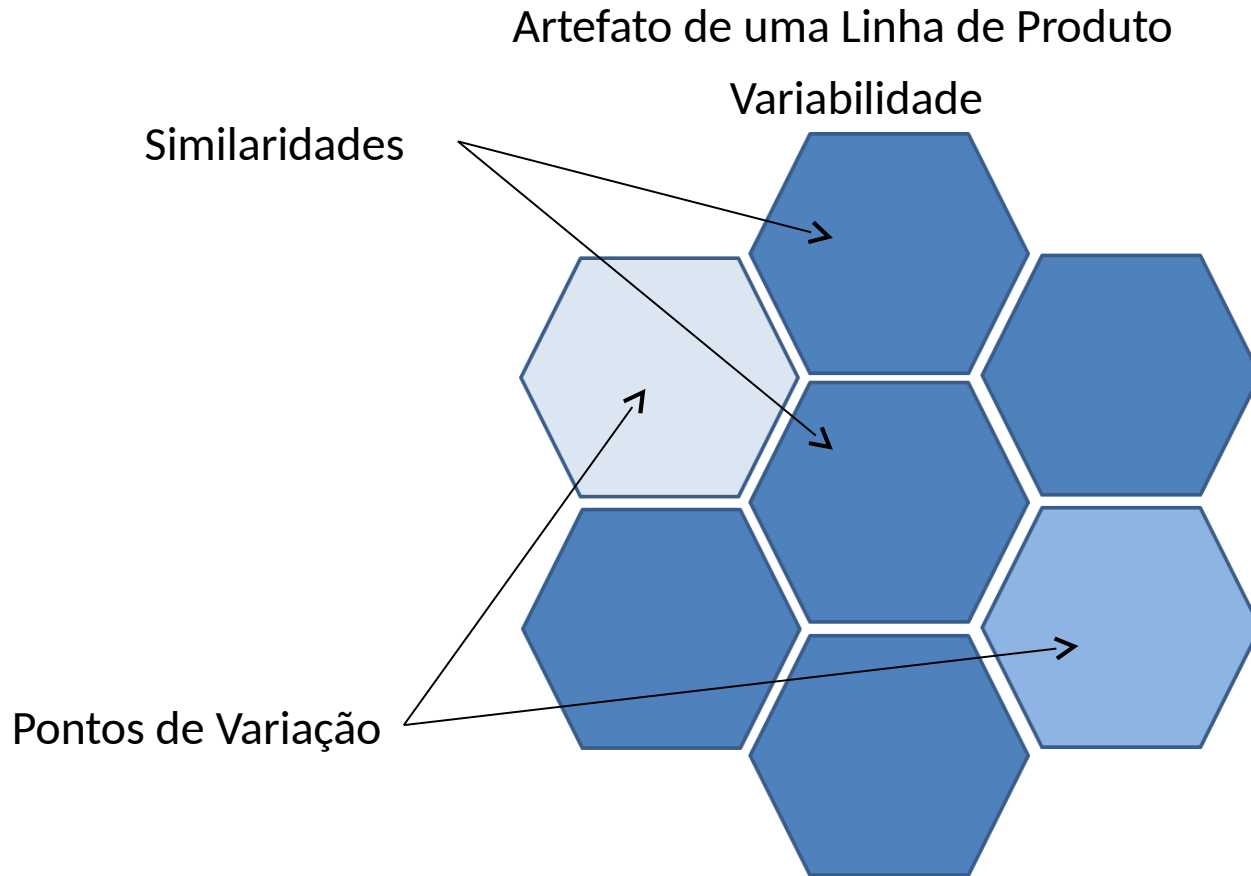 Artefato de uma Linha de Produto
Variabilidade
Similaridades
Pontos de Variação